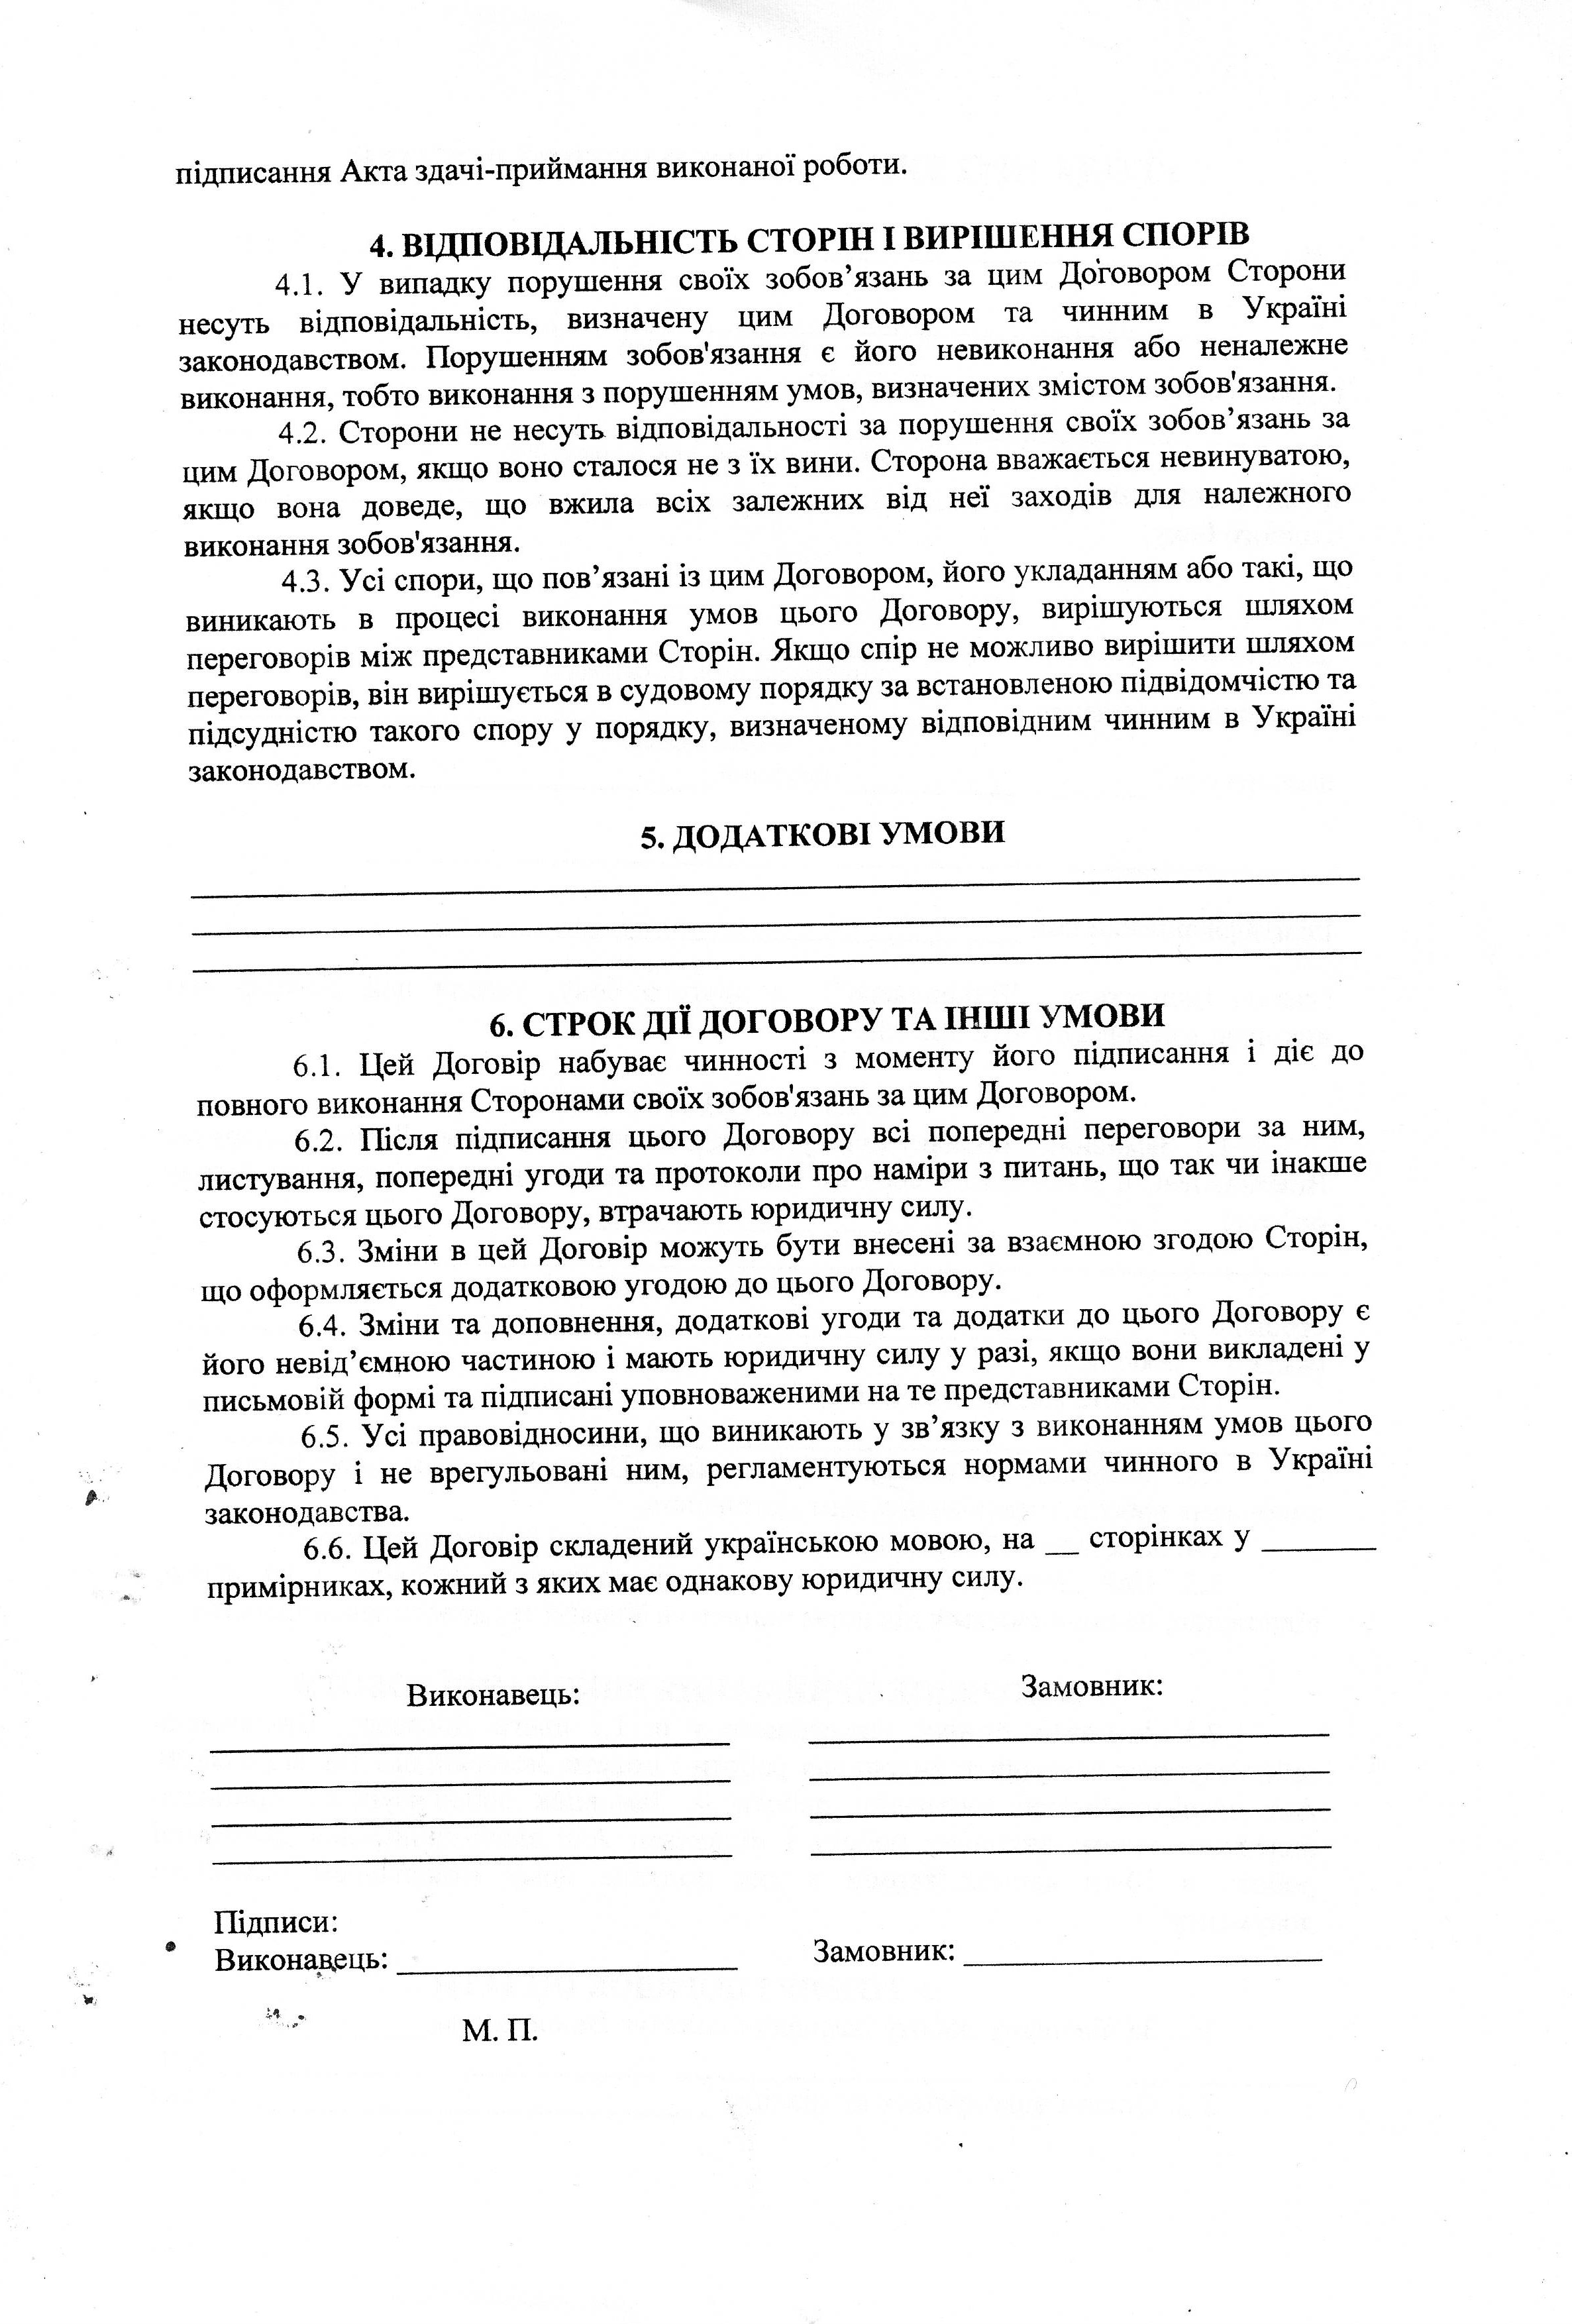 підписання Акта здачі-приймання виконаної роботи.
4. ВІДПОВІДАЛЬНІСТЬ СТОРІН І ВИРІШЕННЯ СПОРІВ
4.1. У випадку порушення своїх зобов’язань за цим Договором Сторони
несуть відповідальність, визначену цим Договором та чинним в Україні
законодавством. Порушенням зобов'язання є його невиконання або неналежне
виконання, тобто виконання з порушенням умов, визначених змістом зобов'язання.
4.2. Сторони не несуть відповідальності за порушення своїх зобов’язань за
цим Договором, якщо воно сталося не з їх вини. Сторона вважається невинуватою,
якщо вона доведе, що вжила всіх залежних від неї заходів для належного
виконання зобов'язання.
4.3. Усі спори, що пов’язані із цим Договором, його укладанням або такі, що
виникають в процесі виконання умов цього Договору, вирішуються шляхом
переговорів між представниками Сторін. Якщо спір не можливо вирішити шляхом
переговорів, він вирішується в судовому порядку за встановленою підвідомчістю та
підсудністю такого спору у порядку, визначеному відповідним чинним в Україні
законодавством.
5. ДОДАТКОВІ УМОВИ
6. СТРОК ДІЇ ДОГОВОРУ ТА ІНШІ УМОВИ
6.1. Цей Договір набуває чинності з моменту його підписання і діє до
повного виконання Сторонами своїх зобов'язань за цим Договором.
6.2. Після підписання цього Договору всі попередні переговори за ним,
листування, попередні угоди та протоколи про наміри з питань, що так чи інакше
стосуються цього Договору, втрачають юридичну силу.
6.3. Зміни в цей Договір можуть бути внесені за взаємною згодою Сторін,
що оформляється додатковою угодою до цього Договору.
6.4. Зміни та доповнення, додаткові угоди та додатки до цього Договору є
його невід’ємною частиною і мають юридичну силу у разі, якщо вони викладені у
письмовій формі та підписані уповноваженими на те представниками Сторін.
6.5. Усі правовідносини, що виникають у зв’язку з виконанням умов цього
Договору і не врегульовані ним, регламентуються нормами чинного в Україні
законодавства.
6.6. Цей Договір складений українською мовою, на __ сторінках у _______
примірниках, кожний з яких має однакову юридичну силу.
Виконавець: Замовник:
Підписи:
Виконавець: _____________________ Замовник: ______________________
М. П.